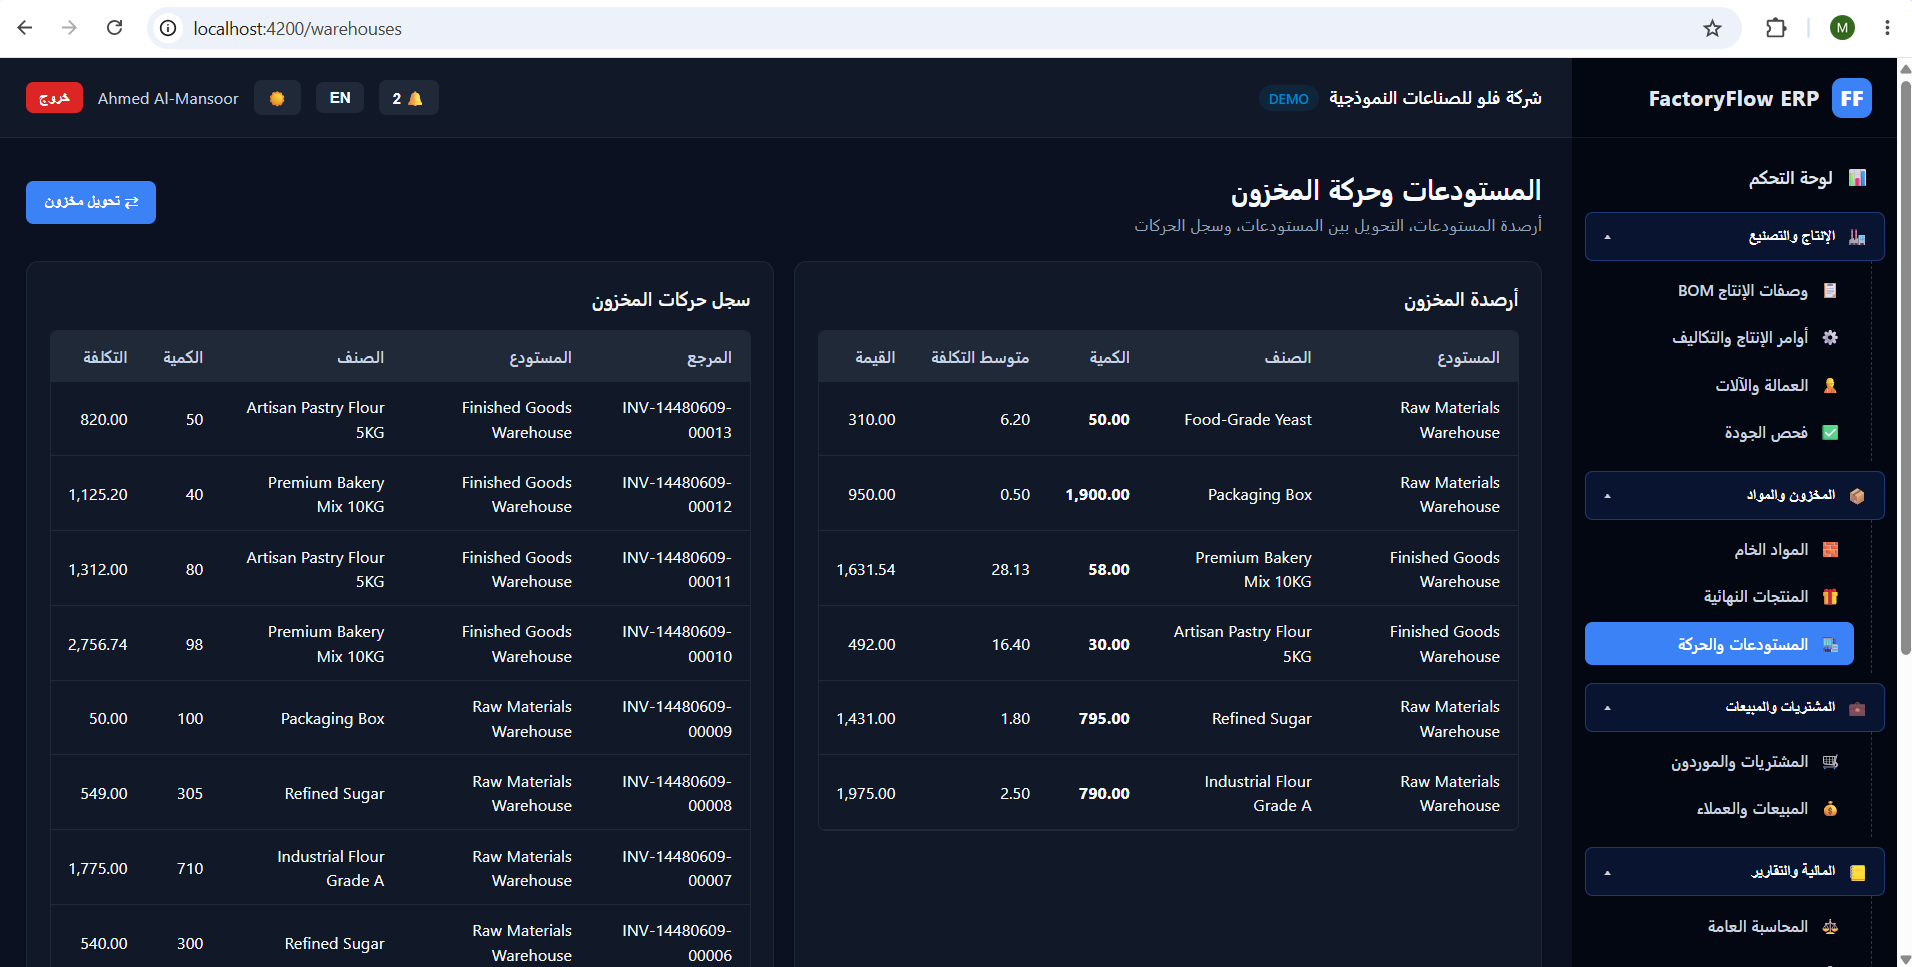 localhost:4200/warehouses
M
FF FactoryFlow ERP
شركة فلو للصناعات النموذجية DEMO
2
EN
Ahmed Al-Mansoor
خروج
لوحة التحكم
الإنتاج والتصنيع
وصفات الإنتاج BOM
أوامر الإنتاج والتكاليف
العمالة والآلات
فحص الجودة
المخزون والمواد
المواد الخام
المنتجات النهائية
المستودعات والحركة
المشتريات والمبيعات
المشتريات والموردون
المبيعات والعملاء
المالية والتقارير
المحاسبة العامة
المستودعات وحركة المخزون
أرصدة المستودعات، التحويل بين المستودعات، وسجل الحركات
⇄ تحويل مخزون
أرصدة المخزون
المستودع الصنف الكمية متوسط التكلفة القيمة
Raw Materials Warehouse Food-Grade Yeast 50.00 6.20 310.00
Raw Materials Warehouse Packaging Box 1,900.00 0.50 950.00
Finished Goods Warehouse Premium Bakery Mix 10KG 58.00 28.13 1,631.54
Finished Goods Warehouse Artisan Pastry Flour 5KG 30.00 16.40 492.00
Raw Materials Warehouse Refined Sugar 795.00 1.80 1,431.00
Raw Materials Warehouse Industrial Flour Grade A 790.00 2.50 1,975.00
سجل حركات المخزون
المرجع المستودع الصنف الكمية التكلفة
INV-14480609-00013 Finished Goods Warehouse Artisan Pastry Flour 5KG 50 820.00
INV-14480609-00012 Finished Goods Warehouse Premium Bakery Mix 10KG 40 1,125.20
INV-14480609-00011 Finished Goods Warehouse Artisan Pastry Flour 5KG 80 1,312.00
INV-14480609-00010 Finished Goods Warehouse Premium Bakery Mix 10KG 98 2,756.74
INV-14480609-00009 Raw Materials Warehouse Packaging Box 100 50.00
INV-14480609-00008 Raw Materials Warehouse Refined Sugar 305 549.00
INV-14480609-00007 Raw Materials Warehouse Industrial Flour Grade A 710 1,775.00
INV-14480609-00006 Raw Materials Warehouse Refined Sugar 300 540.00